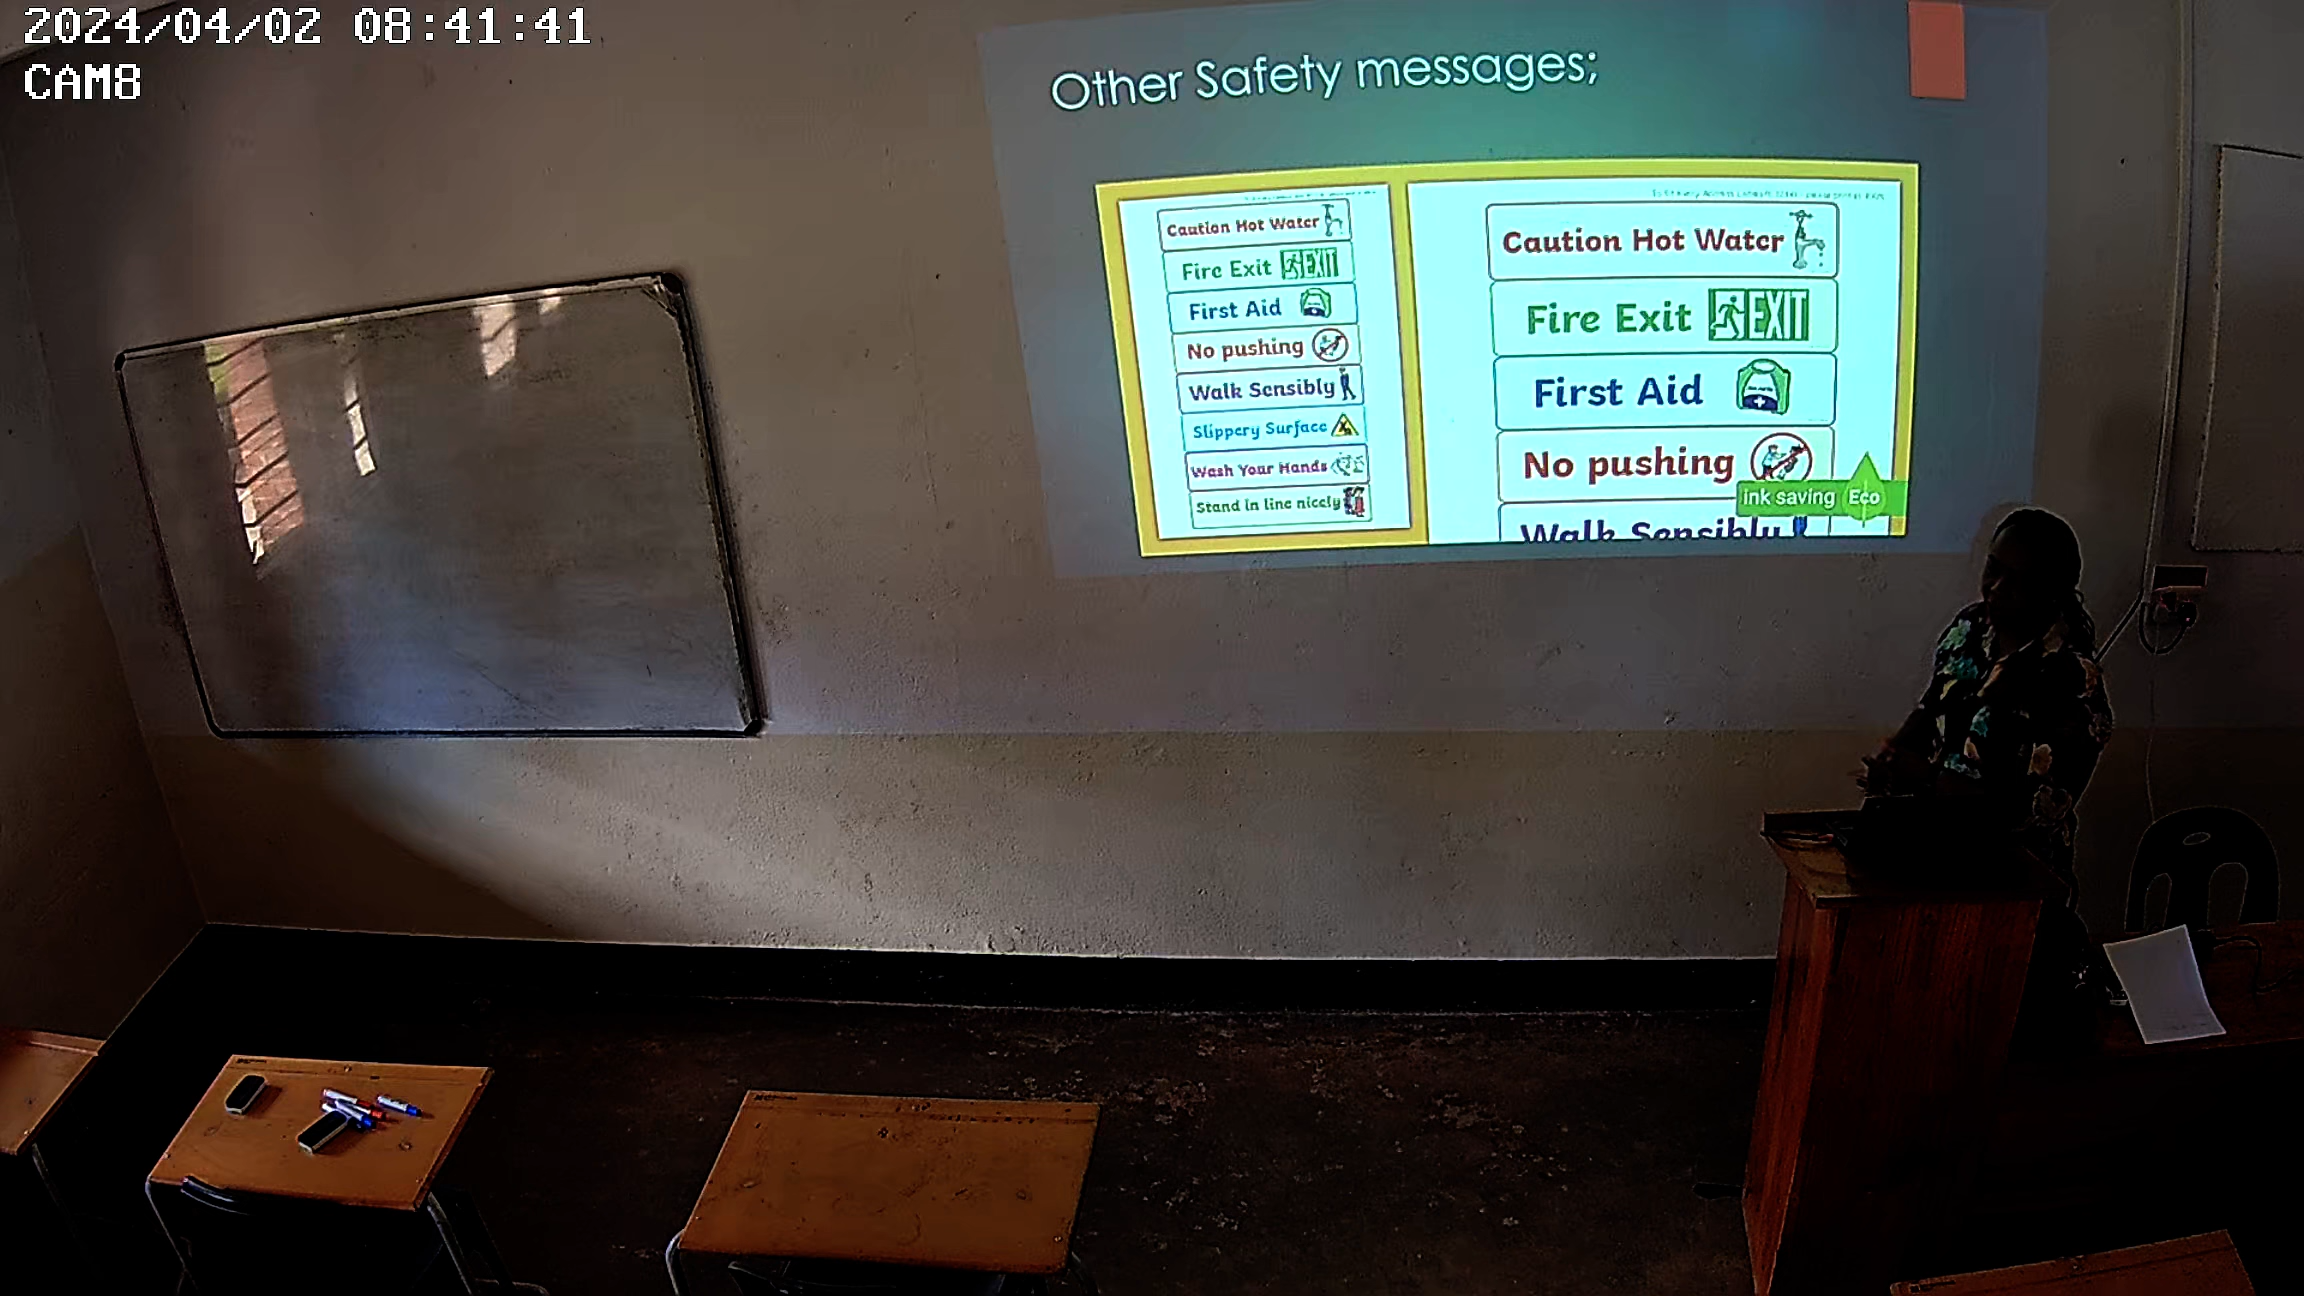 2024/04/02 08:41:41
CAM8
Other Safety messages;
Caution Hot Water
Fire Exit EXIT
First Aid
No pushing
Walk Sensibly
Slippery Surface
Wash Your Hands
Stand in line nicely
Caution Hot Water
Fire Exit EXIT
First Aid
No pushing
ink saving Eco
Walk Sensibly